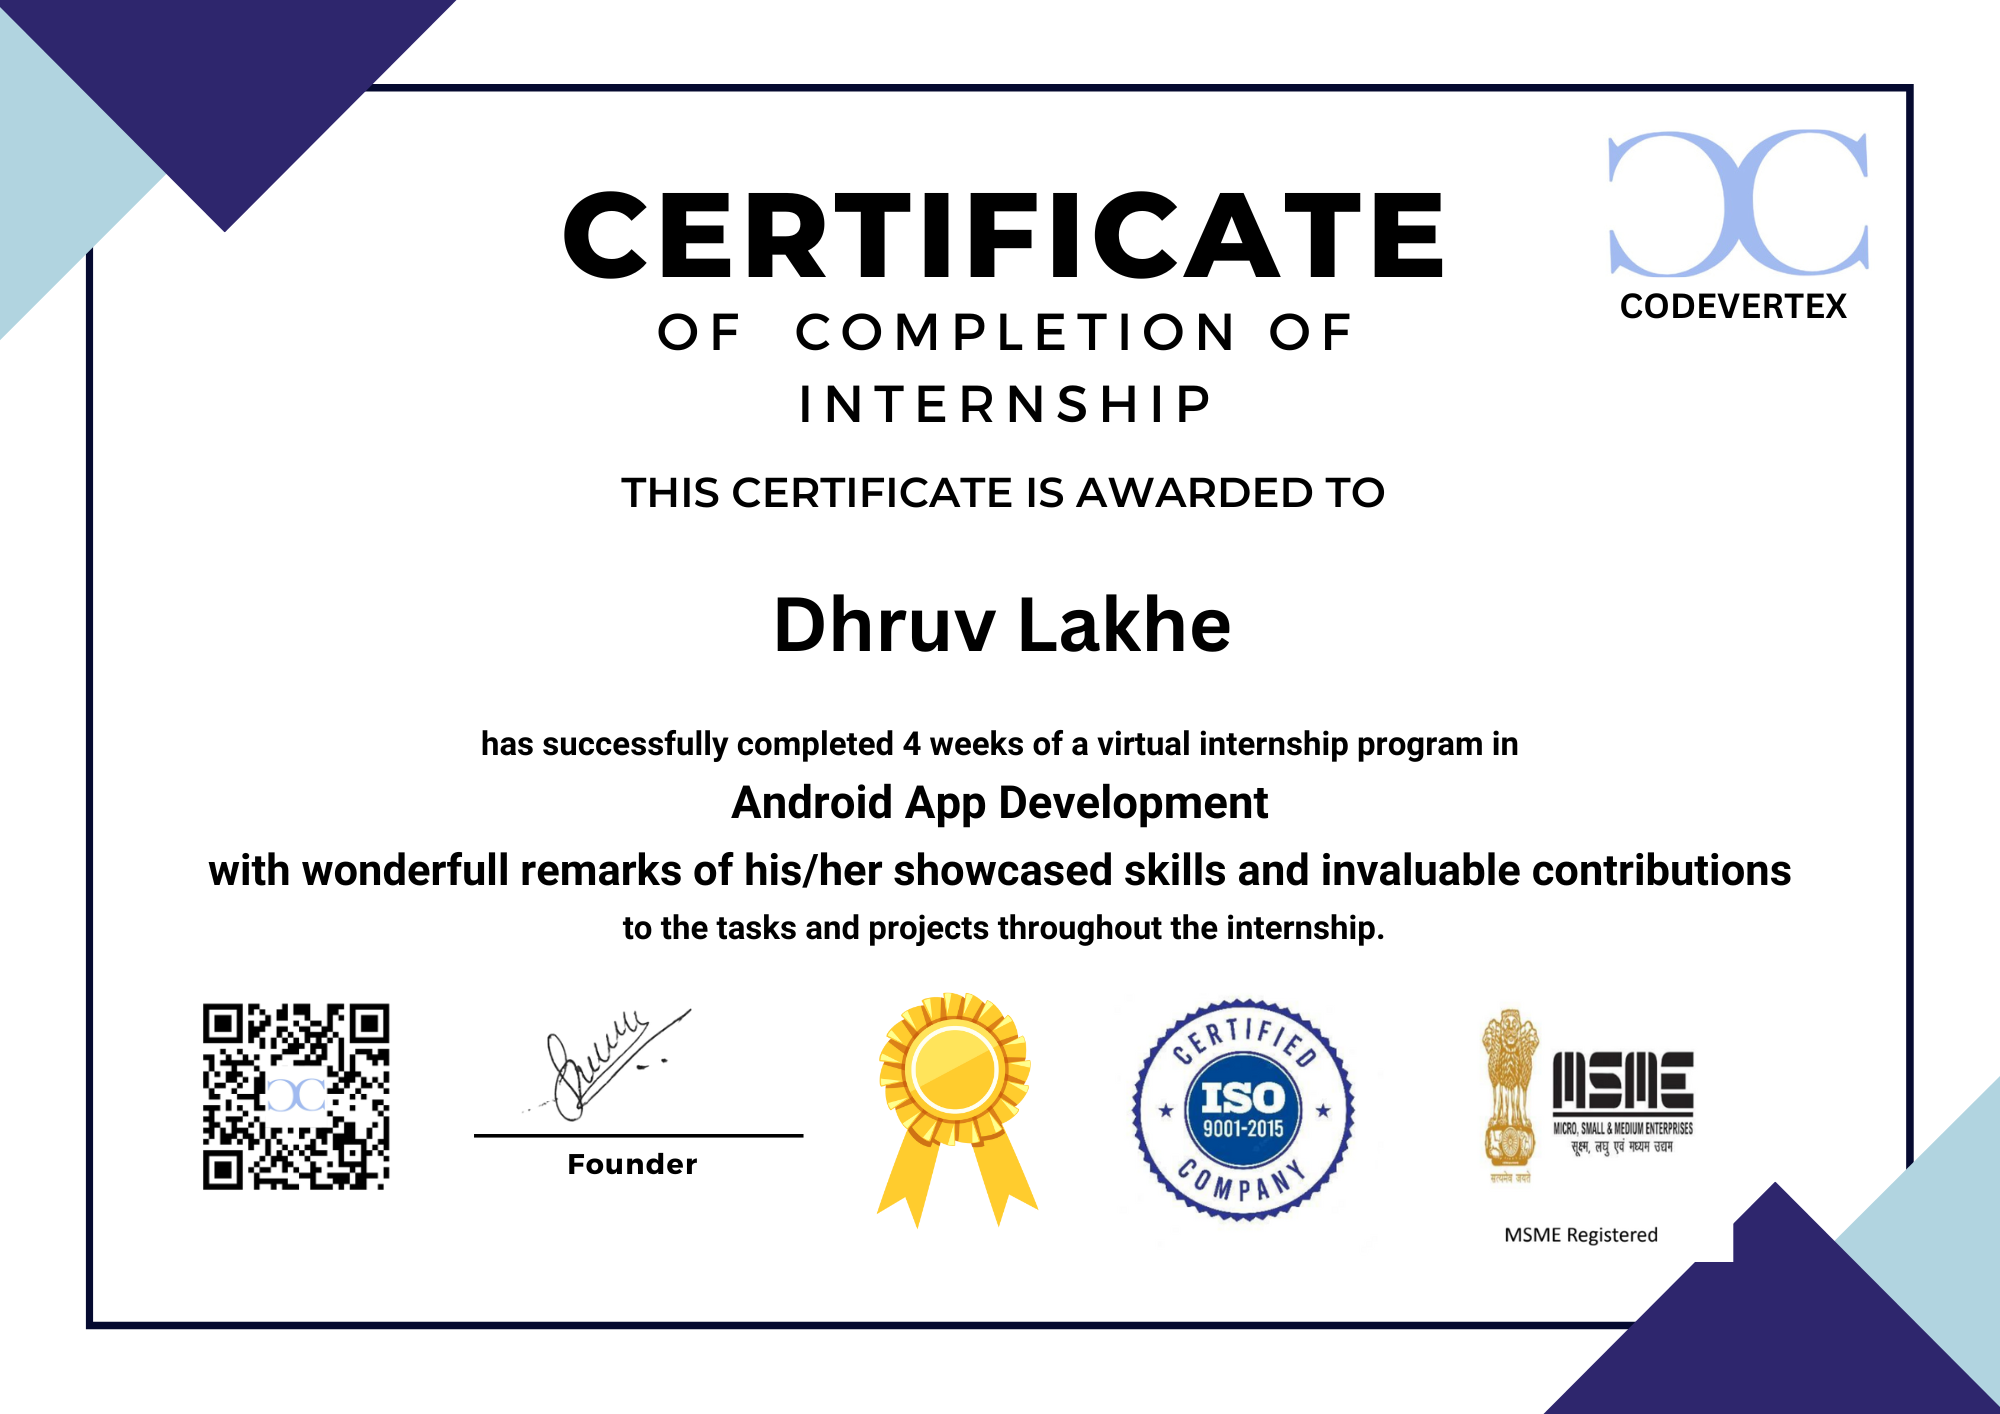 CERTIFICATE
OF COMPLETION OF
INTERNSHIP
CODEVERTEX
THIS CERTIFICATE IS AWARDED TO
Dhruv Lakhe
has successfully completed 4 weeks of a virtual internship program in
Android App Development
with wonderfull remarks of his/her showcased skills and invaluable contributions
to the tasks and projects throughout the internship.
Founder
CERTIFIED
ISO
9001-2015
COMPANY
सत्यमेव जयते
MSME
MICRO, SMALL & MEDIUM ENTERPRISES
सूक्ष्म, लघु एवं मध्यम उद्यम
MSME Registered